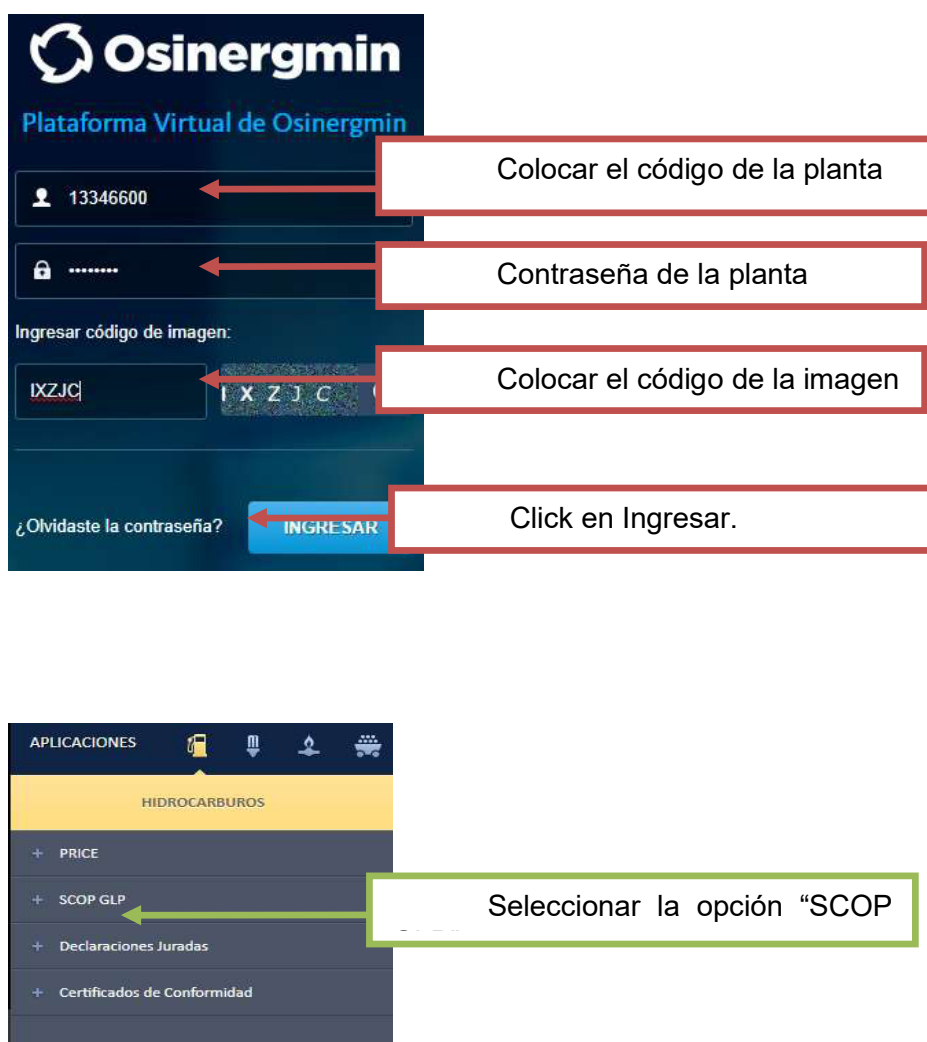 Osinergmin
Plataforma Virtual de Osinergmin
Colocar el código de la planta
13346600
Contraseña de la planta
Ingresar código de imagen:
Colocar el código de la imagen
IXZJC
I X Z J C
Click en Ingresar.
¿Olvidaste la contraseña?
INGRESAR
APLICACIONES
HIDROCARBUROS
+ PRICE
+ SCOP GLP
Seleccionar la opción “SCOP
+ Declaraciones Juradas
+ Certificados de Conformidad